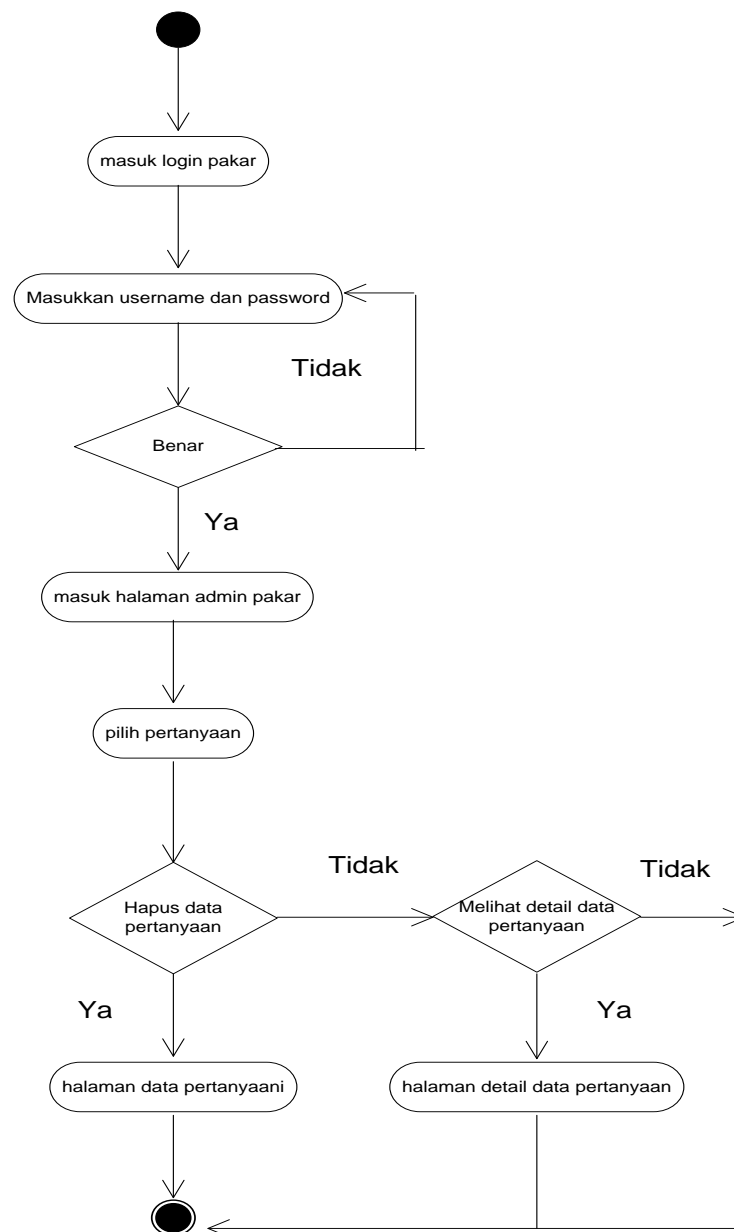 masuk login pakar
Masukkan username dan password
Tidak
Benar
Ya
masuk halaman admin pakar
pilih pertanyaan
Tidak
Tidak
Hapus data
pertanyaan
Melihat detail data
pertanyaan
Ya
Ya
halaman data pertanyaani
halaman detail data pertanyaan